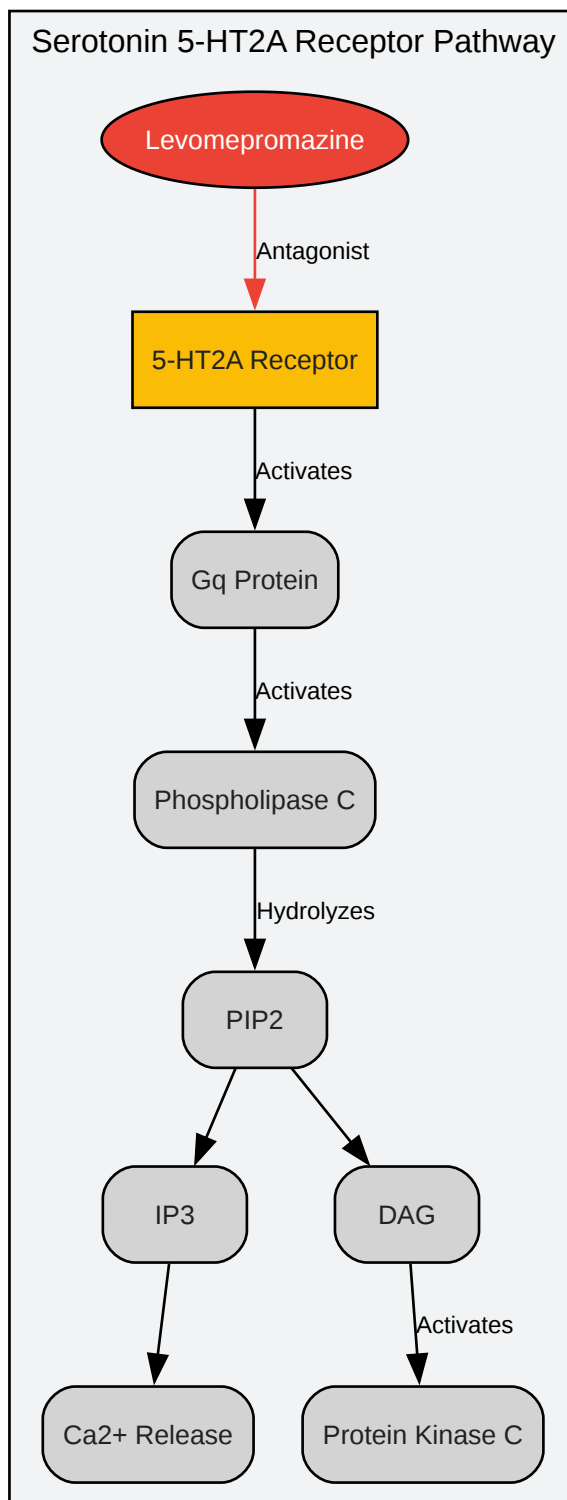 Serotonin 5-HT2A Receptor Pathway
Levomepromazine
Antagonist
5-HT2A Receptor
Activates
Gq Protein
Activates
Phospholipase C
Hydrolyzes
PIP2
IP3
DAG
Activates
Ca2+ Release
Protein Kinase C